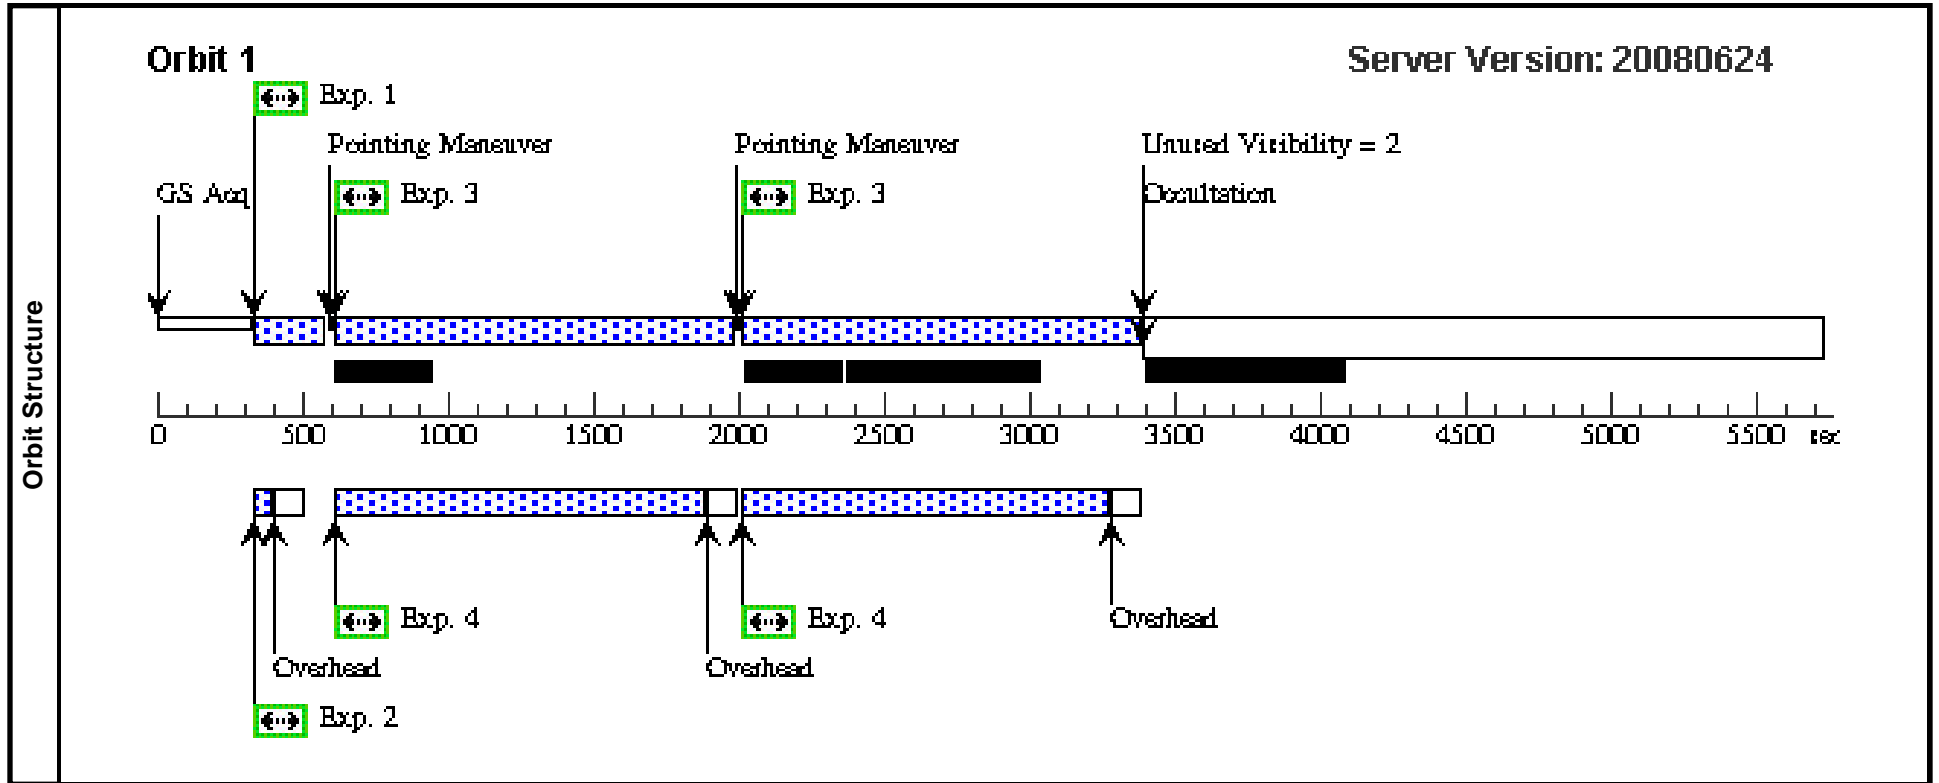 Orbit Structure
Orbit 1
Server Version: 20080624
Exp. 1
Pointing Maneuver
Pointing Maneuver
Unused Visibility = 2
GS Acq
Exp. 3
Exp. 3
Occultation
0 500 1000 1500 2000 2500 3000 3500 4000 4500 5000 5500 sec
Exp. 4
Exp. 4
Overhead
Overhead
Overhead
Exp. 2